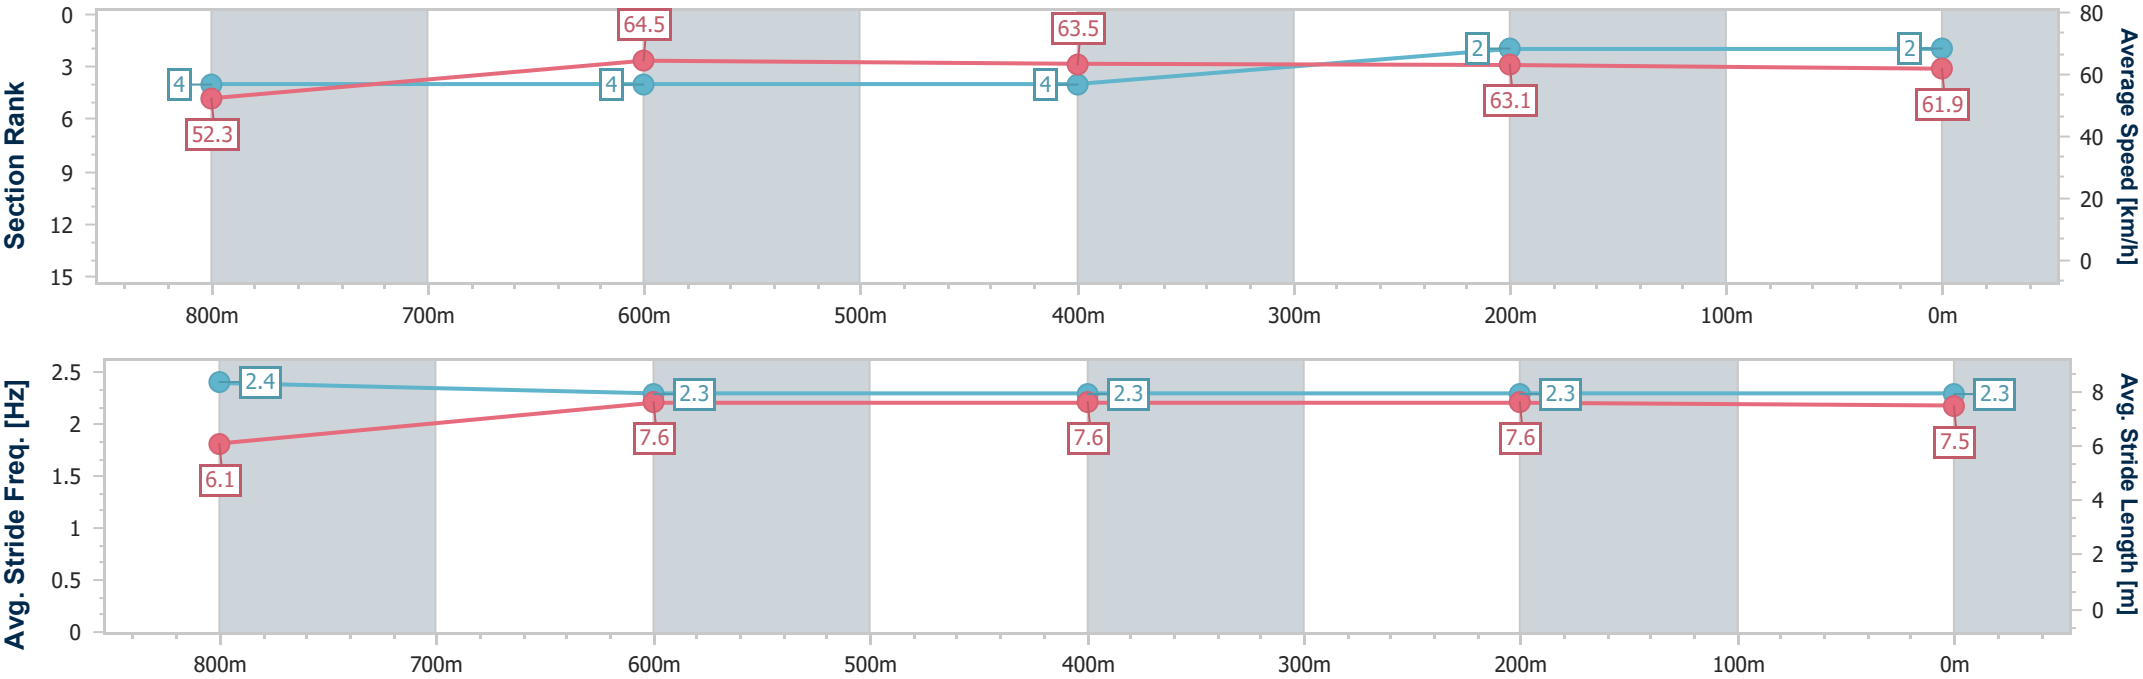 Section Rank
0
3
6
9
12
15
4
4
4
2
2
52.3
64.5
63.5
63.1
61.9
80
60
40
20
0
Average Speed [km/h]
800m
700m
600m
500m
400m
300m
200m
100m
0m
Avg. Stride Freq. [Hz]
2.5
2
1.5
1
0.5
0
2.4
2.3
2.3
2.3
2.3
6.1
7.6
7.6
7.6
7.5
8
6
4
2
0
Avg. Stride Length [m]
800m
700m
600m
500m
400m
300m
200m
100m
0m